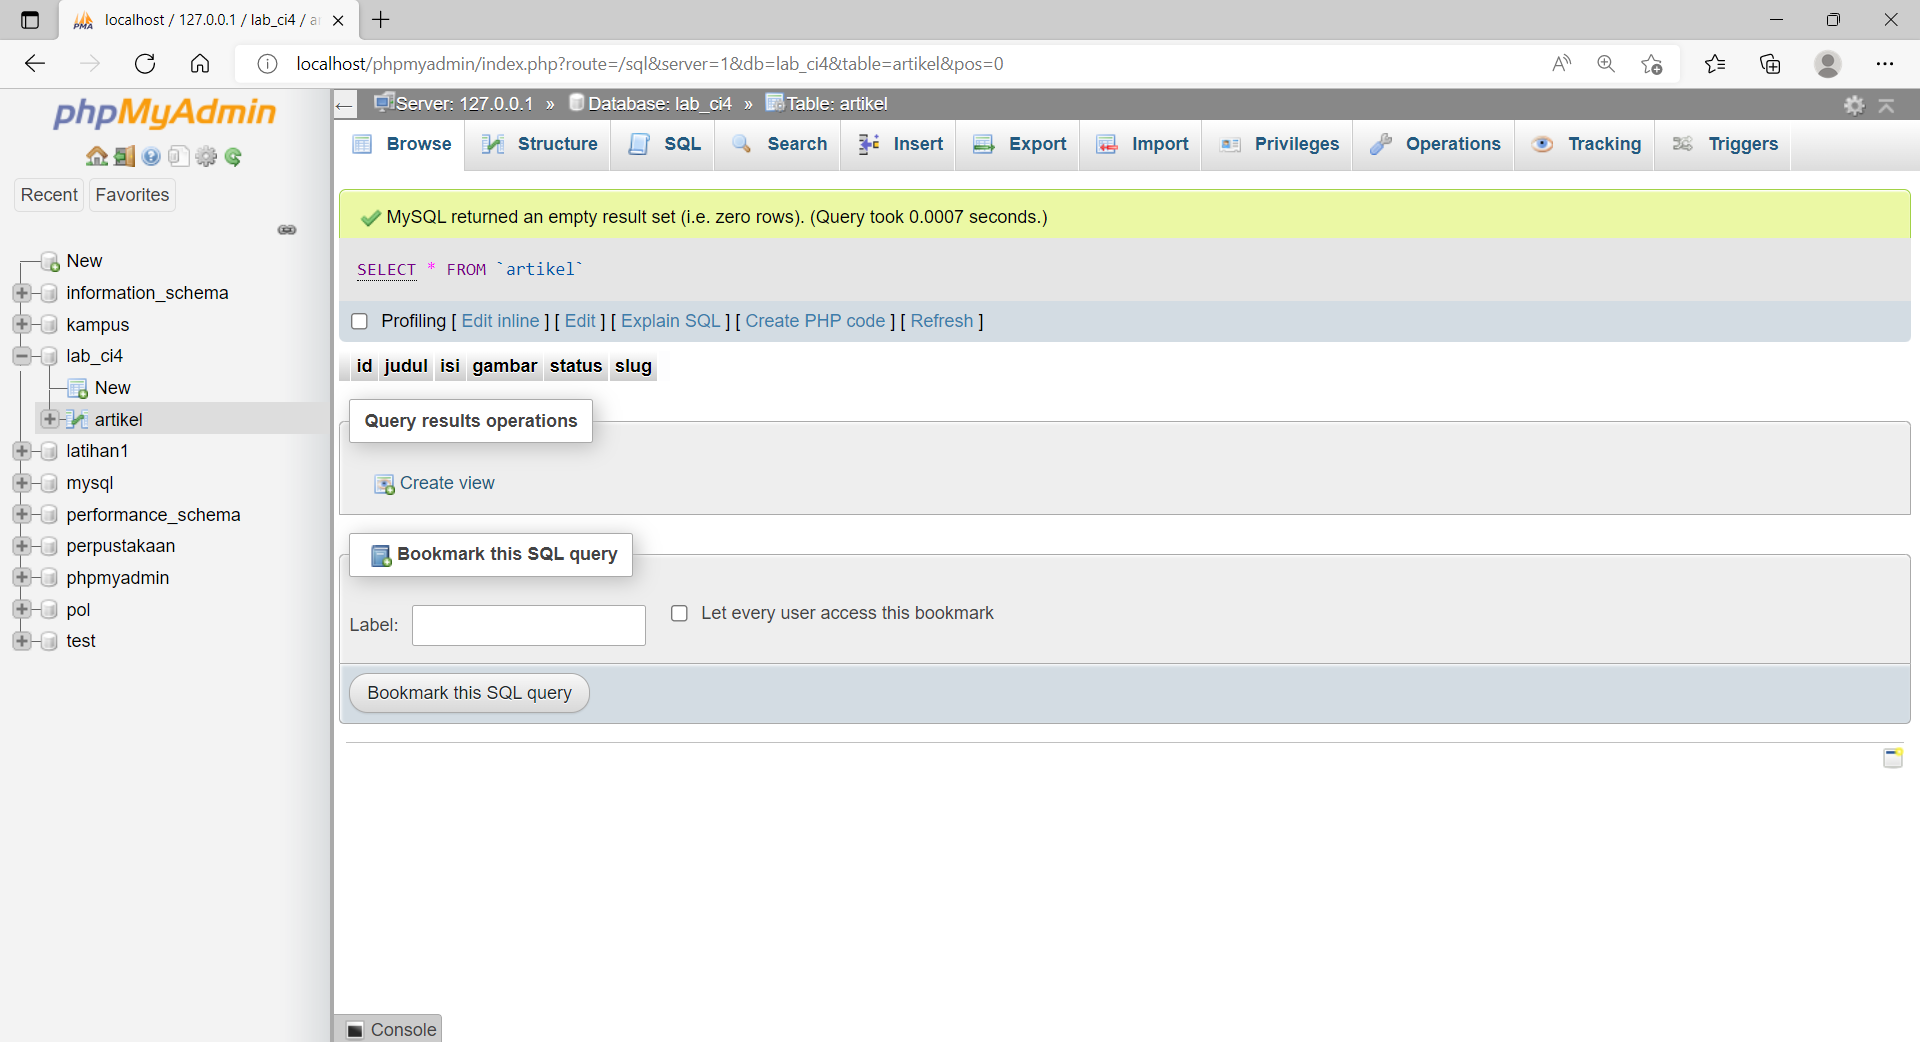 localhost / 127.0.0.1 / lab_ci4 / a
localhost/phpmyadmin/index.php?route=/sql&server=1&db=lab_ci4&table=artikel&pos=0
phpMyAdmin
Recent Favorites
New
information_schema
kampus
lab_ci4
New
artikel
latihan1
mysql
performance_schema
perpustakaan
phpmyadmin
pol
test
Server: 127.0.0.1 » Database: lab_ci4 » Table: artikel
Browse Structure SQL Search Insert Export Import Privileges Operations Tracking Triggers
MySQL returned an empty result set (i.e. zero rows). (Query took 0.0007 seconds.)
SELECT * FROM `artikel`
Profiling [ Edit inline ] [ Edit ] [ Explain SQL ] [ Create PHP code ] [ Refresh ]
id judul isi gambar status slug
Query results operations
Create view
Bookmark this SQL query
Label: Let every user access this bookmark
Bookmark this SQL query
Console